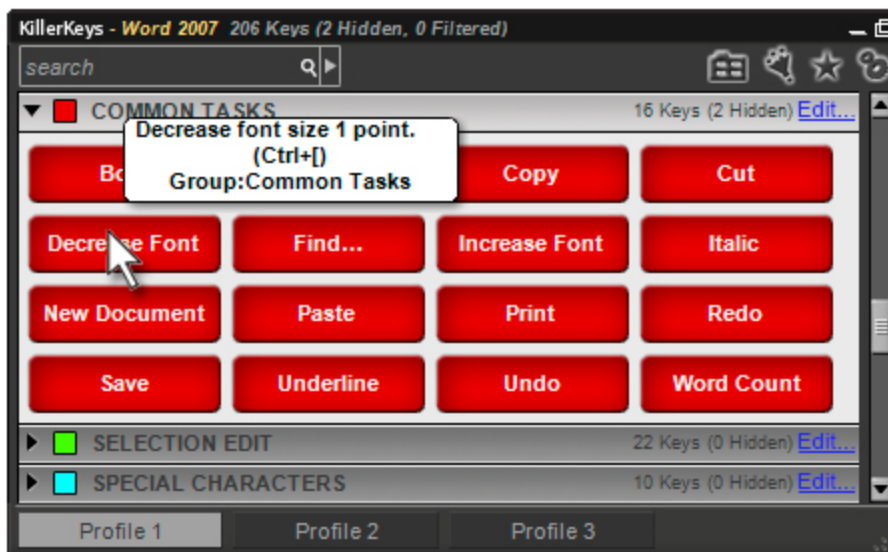 KillerKeys - Word 2007 206 Keys (2 Hidden, 0 Filtered)
search
COMMON TASKS 16 Keys (2 Hidden) Edit...
Decrease font size 1 point.
(Ctrl+[)
Group:Common Tasks
Copy Cut
Decrease Font Find... Increase Font Italic
New Document Paste Print Redo
Save Underline Undo Word Count
SELECTION EDIT 22 Keys (0 Hidden) Edit...
SPECIAL CHARACTERS 10 Keys (0 Hidden) Edit...
Profile 1 Profile 2 Profile 3